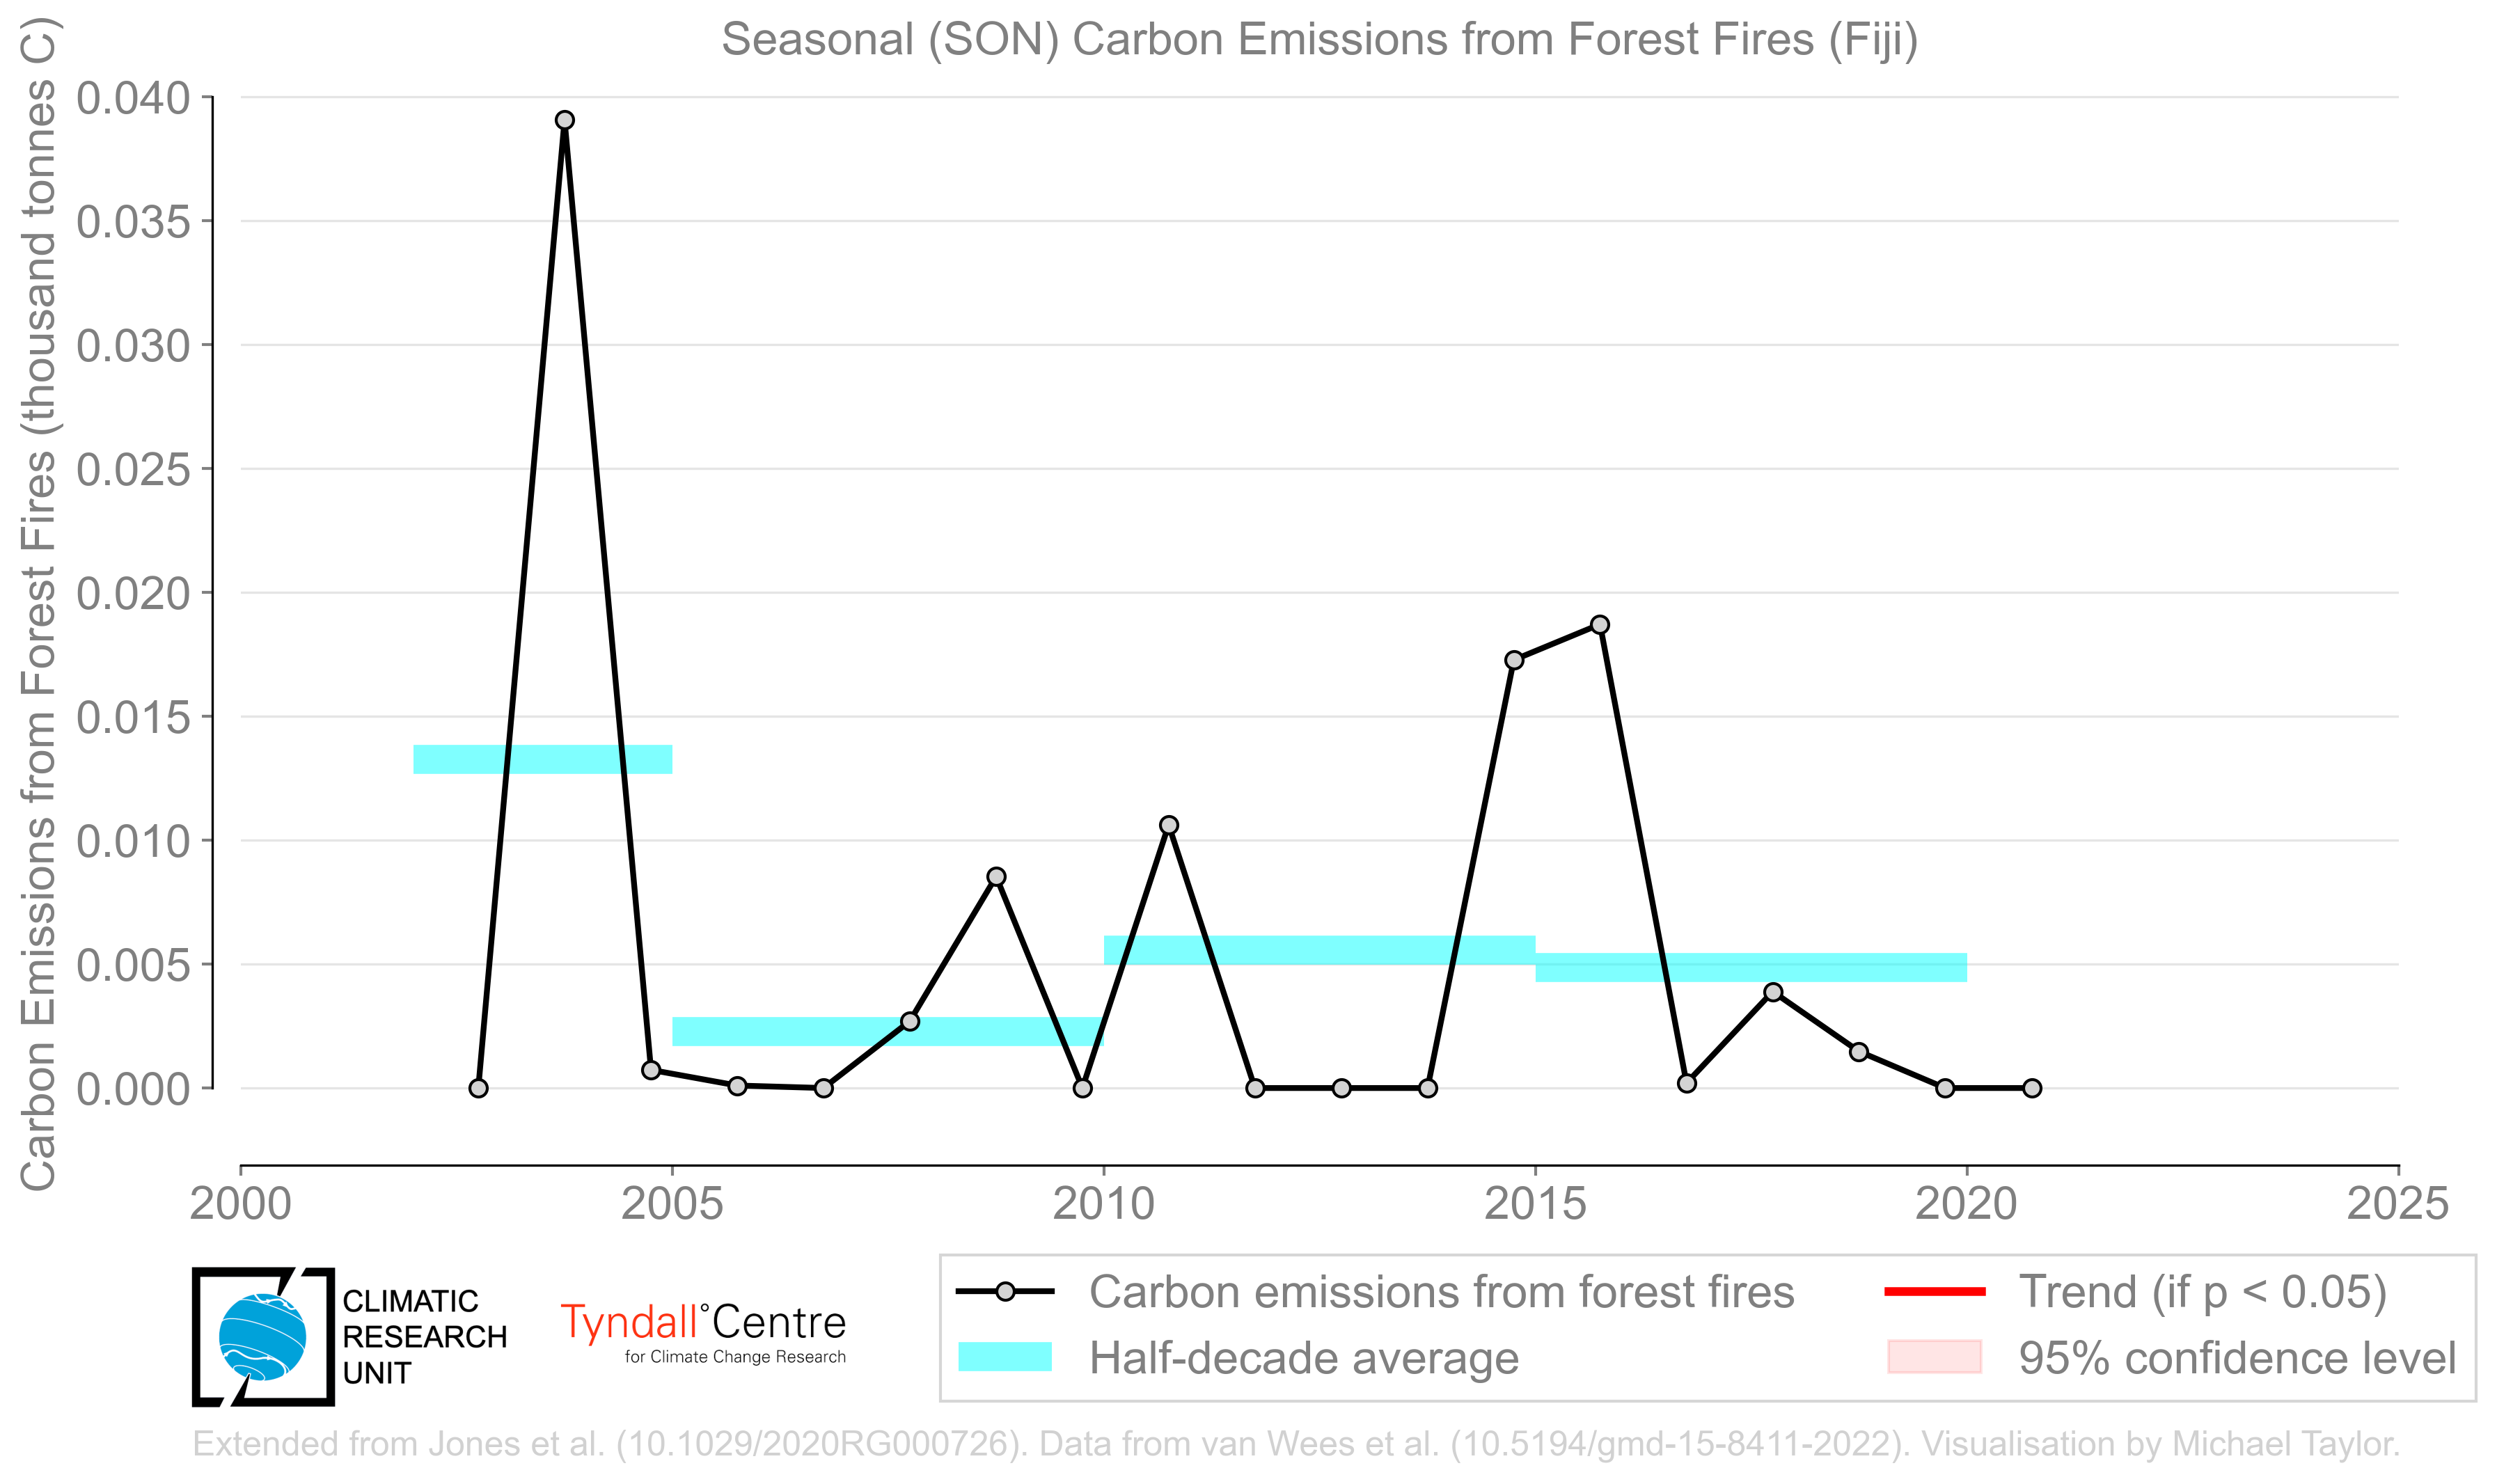 Seasonal (SON) Carbon Emissions from Forest Fires (Fiji)
Carbon Emissions from Forest Fires (thousand tonnes C)
0.040
0.035
0.030
0.025
0.020
0.015
0.010
0.005
0.000
2000 2005 2010 2015 2020 2025
CLIMATIC
RESEARCH
UNIT
Tyndall°Centre
for Climate Change Research
Carbon emissions from forest fires
Half-decade average
Trend (if p < 0.05)
95% confidence level
Extended from Jones et al. (10.1029/2020RG000726). Data from van Wees et al. (10.5194/gmd-15-8411-2022). Visualisation by Michael Taylor.